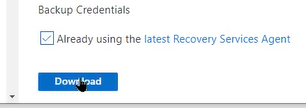 Backup Credentials
Already using the latest Recovery Services Agent
Download